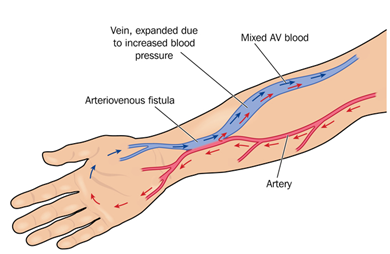 Vein, expanded due
to increased blood
pressure
Mixed AV blood
Arteriovenous fistula
Artery